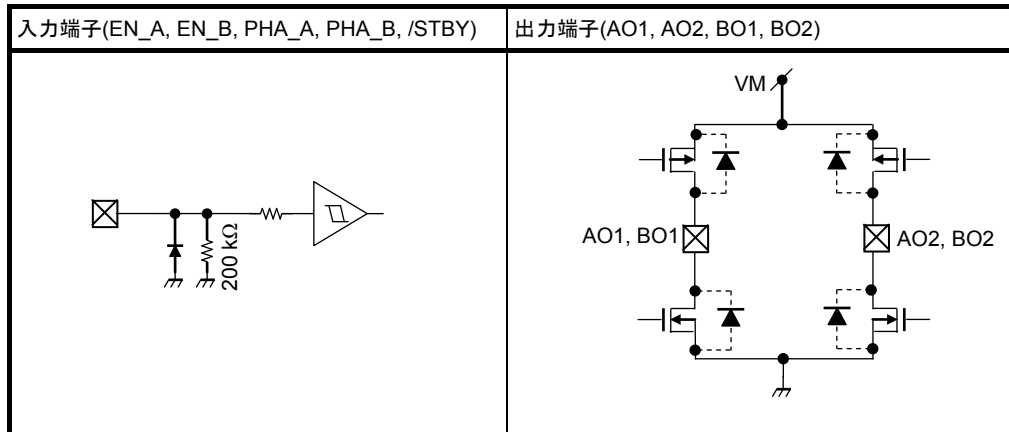 入力端子(EN_A, EN_B, PHA_A, PHA_B, /STBY)
出力端子(AO1, AO2, BO1, BO2)
200 kΩ
VM
AO1, BO1
AO2, BO2